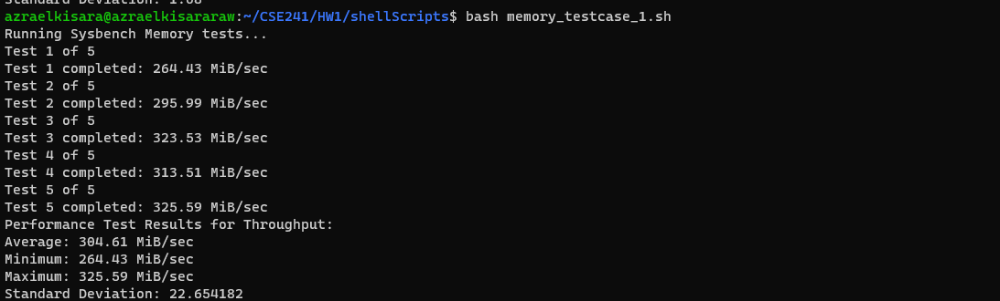 Standard Deviation: 1.08
azraelkisara@azraelkisararaw:~/CSE241/HW1/shellScripts$ bash memory_testcase_1.sh
Running Sysbench Memory tests...
Test 1 of 5
Test 1 completed: 264.43 MiB/sec
Test 2 of 5
Test 2 completed: 295.99 MiB/sec
Test 3 of 5
Test 3 completed: 323.53 MiB/sec
Test 4 of 5
Test 4 completed: 313.51 MiB/sec
Test 5 of 5
Test 5 completed: 325.59 MiB/sec
Performance Test Results for Throughput:
Average: 304.61 MiB/sec
Minimum: 264.43 MiB/sec
Maximum: 325.59 MiB/sec
Standard Deviation: 22.654182